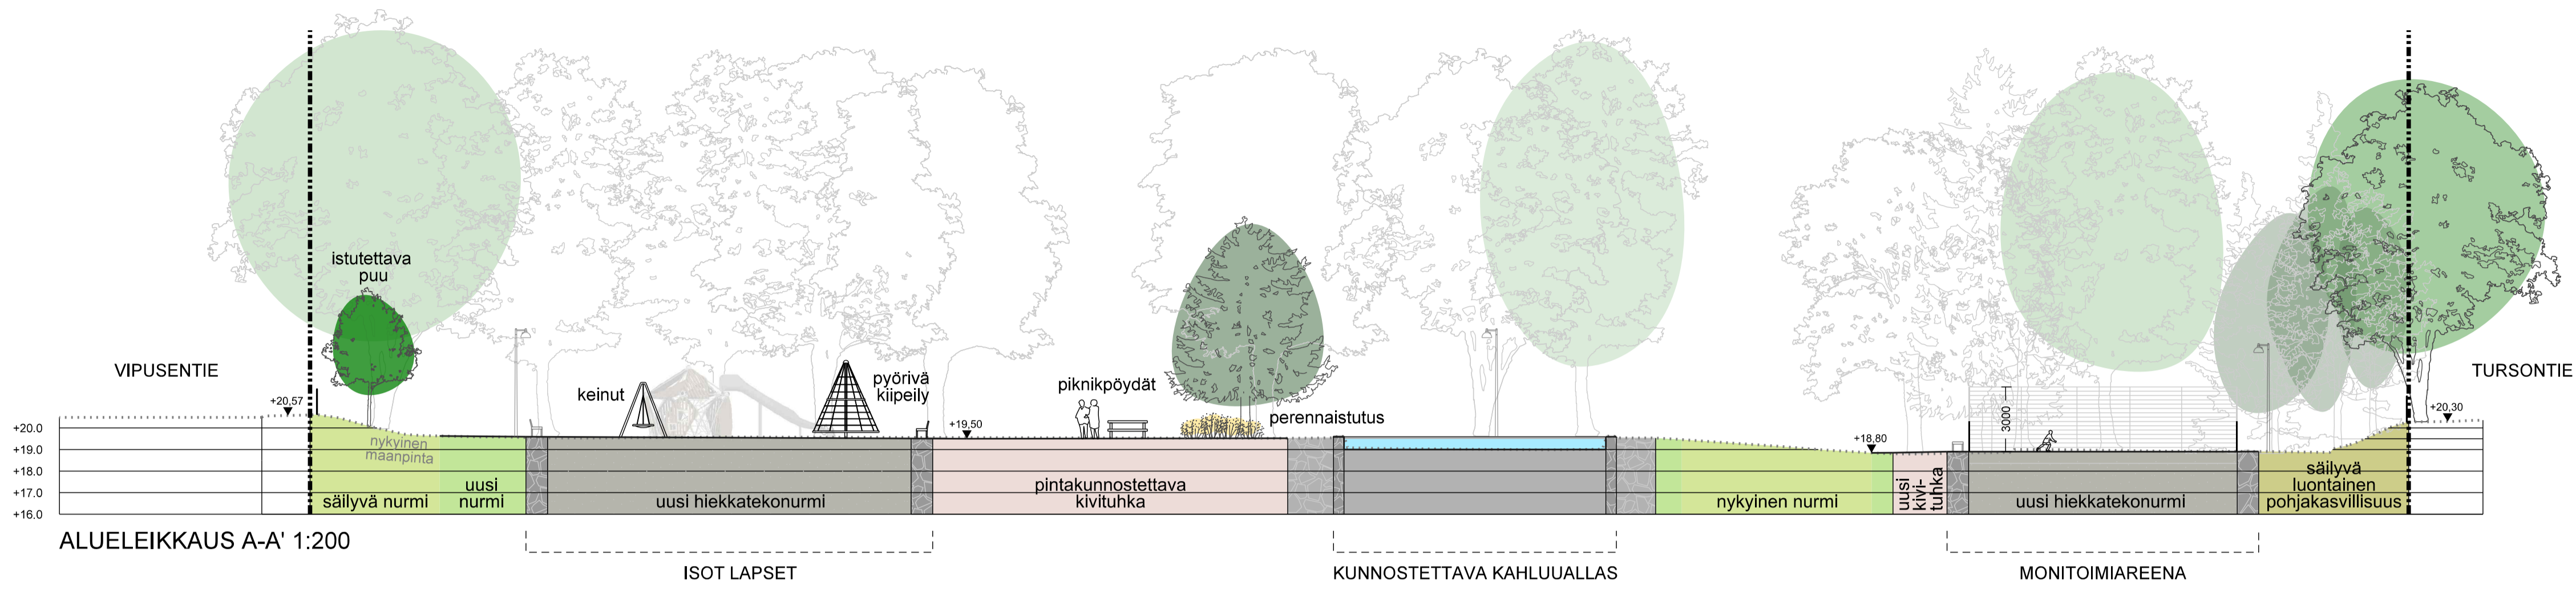 istutettava
puu
VIPUSENTIE
TURSONTIE
keinut
pyörivä
kiipeily
piknikpöydät
perennaistutus
+20,57
+19,50
+18,80
+20,30
3000
+20.0
+19.0
+18.0
+17.0
+16.0
nykyinen
maanpinta
säilyvä nurmi
uusi
nurmi
uusi hiekkatekonurmi
pintakunnostettava
kivituhka
nykyinen nurmi
uusi
kivi-
tuhka
uusi hiekkatekonurmi
säilyvä
luontainen
pohjakasvillisuus
ALUELEIKKAUS A-A' 1:200
ISOT LAPSET
KUNNOSTETTAVA KAHLUUALLAS
MONITOIMIAREENA